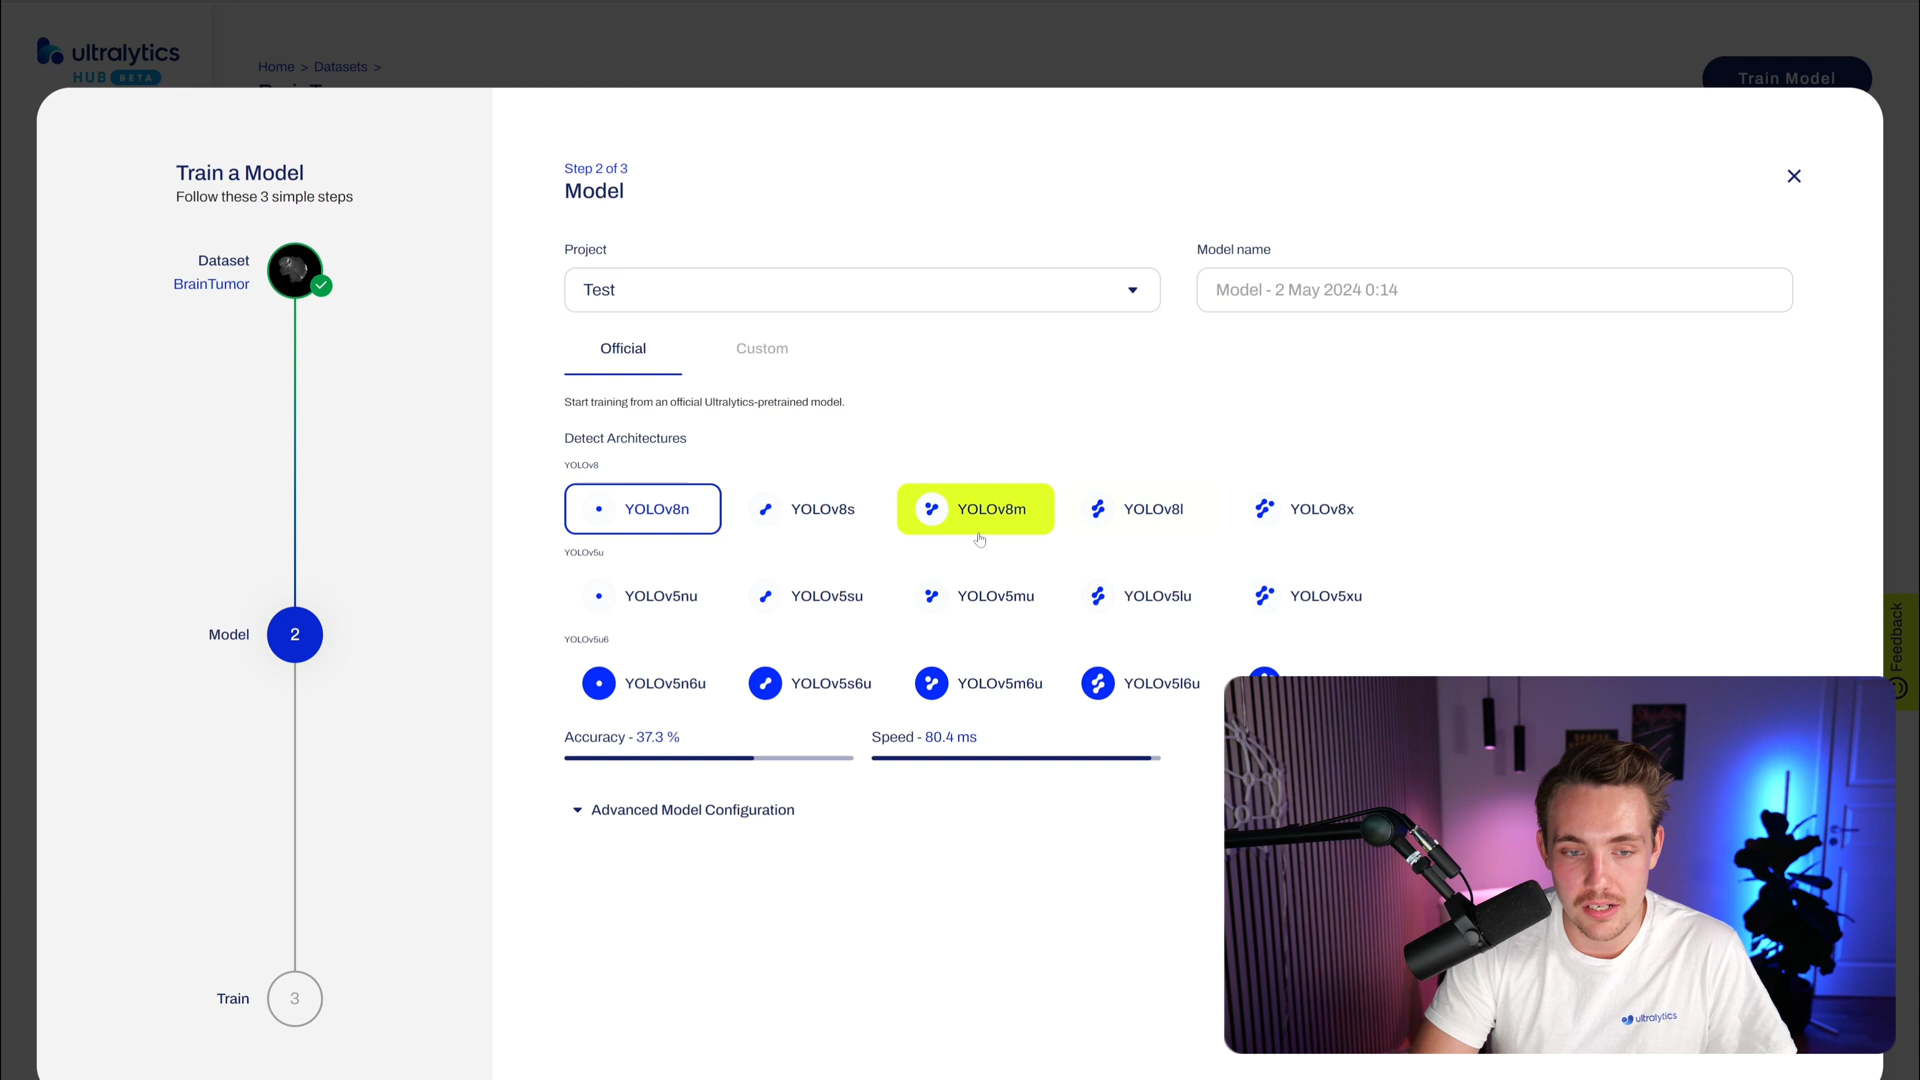 ultralytics
HUB BETA
Home > Datasets >
Train Model
Train a Model
Follow these 3 simple steps
Dataset
BrainTumor
Model
2
Train
3
Step 2 of 3
Model
Project
Model name
Test
Model - 2 May 2024 0:14
Official
Custom
Start training from an official Ultralytics-pretrained model.
Detect Architectures
YOLOv8
YOLOv8n
YOLOv8s
YOLOv8m
YOLOv8l
YOLOv8x
YOLOv5u
YOLOv5nu
YOLOv5su
YOLOv5mu
YOLOv5lu
YOLOv5xu
YOLOv5u6
YOLOv5n6u
YOLOv5s6u
YOLOv5m6u
YOLOv5l6u
Accuracy - 37.3 %
Speed - 80.4 ms
Advanced Model Configuration
Feedback
ultralytics